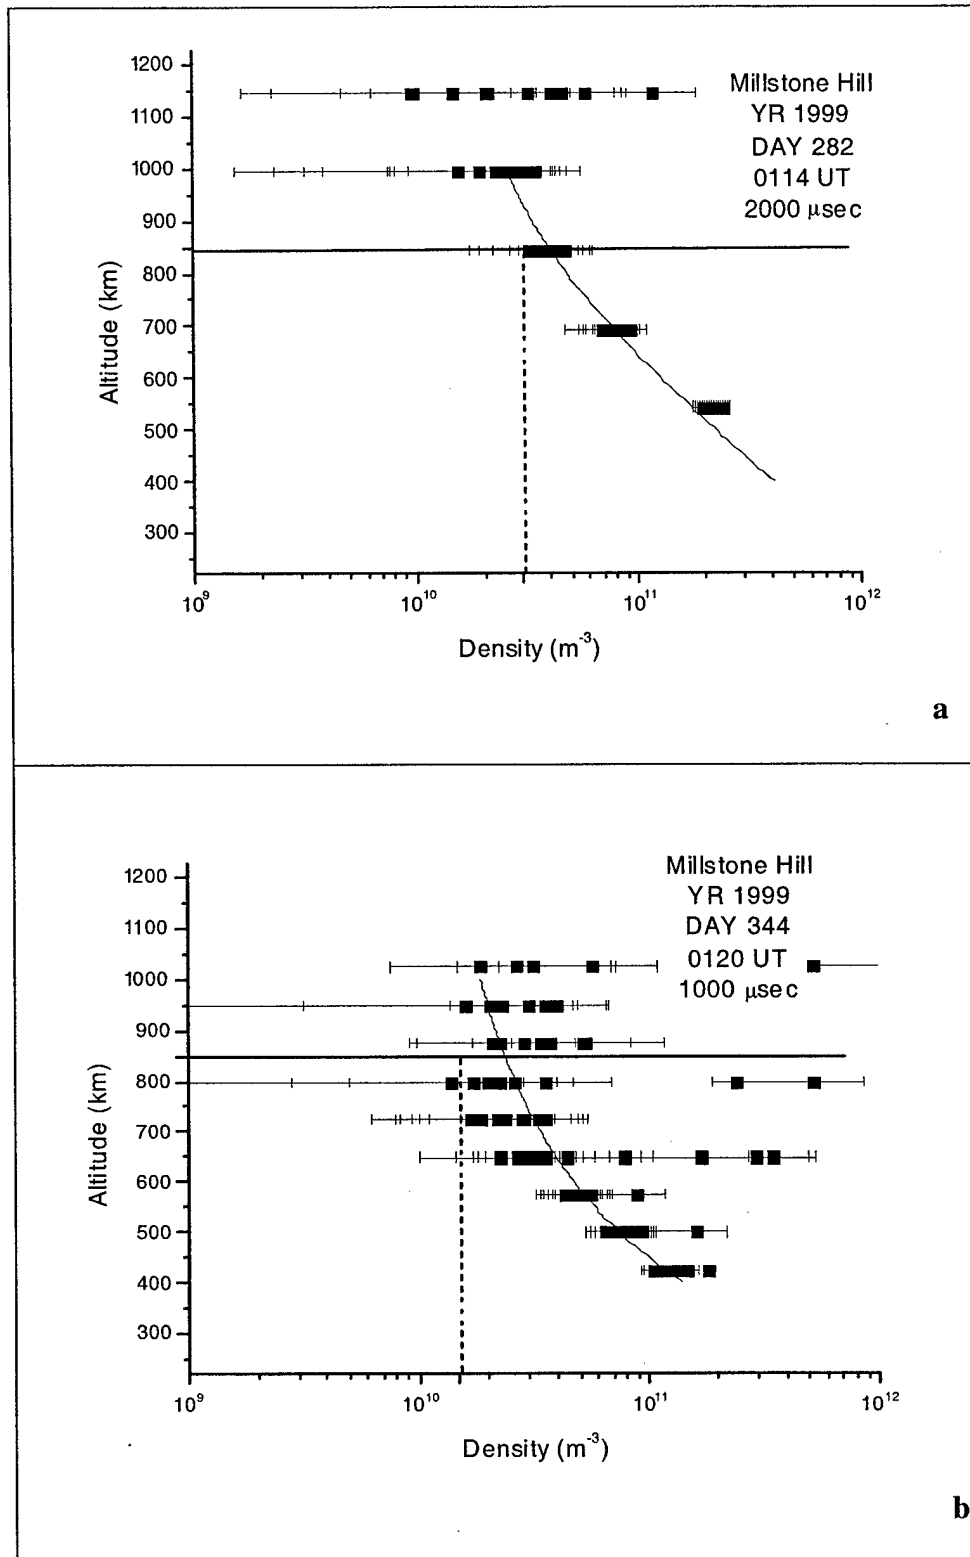 1200
1100
1000
900
800
700
600
500
400
300
Altitude (km)
Millstone Hill
YR 1999
DAY 282
0114 UT
2000 µsec
10⁹
10¹⁰
10¹¹
10¹²
Density (m⁻³)
a
1200
1100
1000
900
800
700
600
500
400
300
Altitude (km)
Millstone Hill
YR 1999
DAY 344
0120 UT
1000 µsec
10⁹
10¹⁰
10¹¹
10¹²
Density (m⁻³)
b